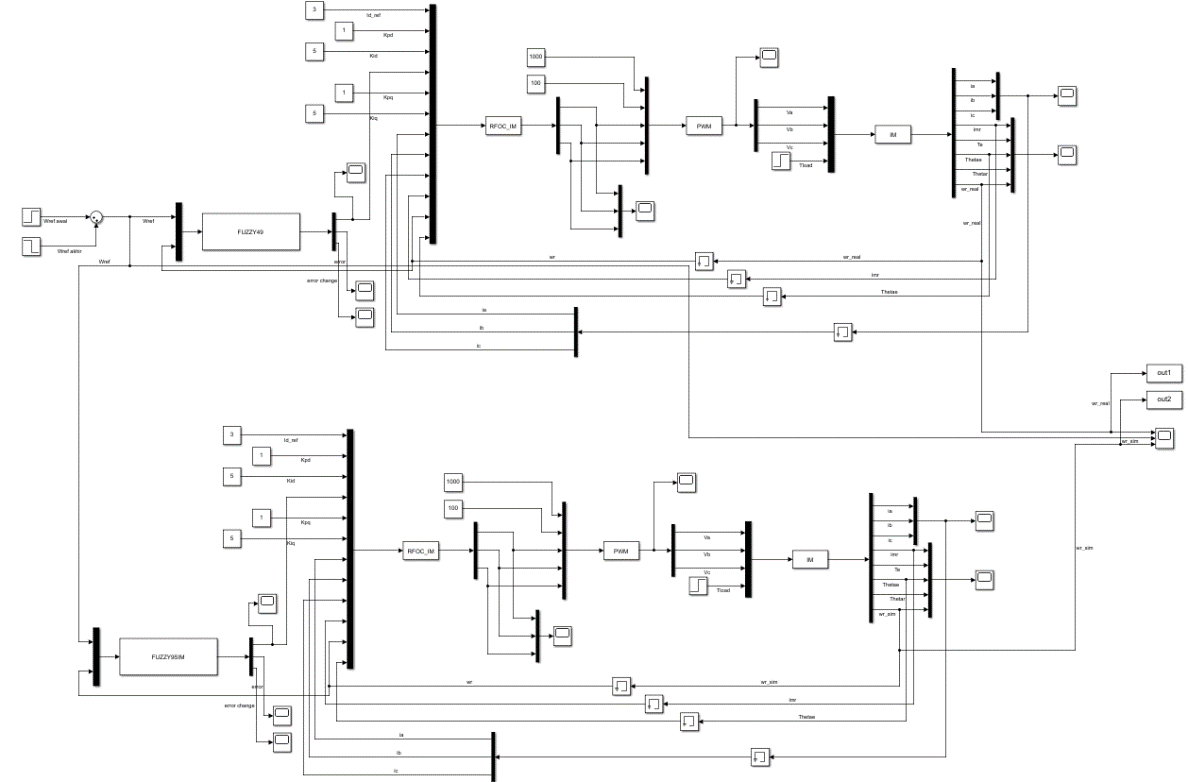 3
Id_ref
1
Kpd
5
Kid
1
Kpq
5
Kiq
RFOC_IM
1000
100
PWM
Va
Vb
Vc
Tload
IM
ia
ib
ic
imr
Te
Thetae
Thetar
wr_real
wr_real
Wref awal
Wref akhir
Wref
Wref
FUZZY49
error
error change
wr
wr_real
imr
Thetae
ia
ib
ic
out1
out2
wr_real
wr_sim
wr_sim
3
Id_ref
1
Kpd
5
Kid
1
Kpq
5
Kiq
RFOC_IM
1000
100
PWM
Va
Vb
Vc
Tload
IM
ia
ib
ic
imr
Te
Thetae
Thetar
wr_sim
FUZZY9SIM
error
error change
wr
wr_sim
imr
Thetae
ia
ib
ic